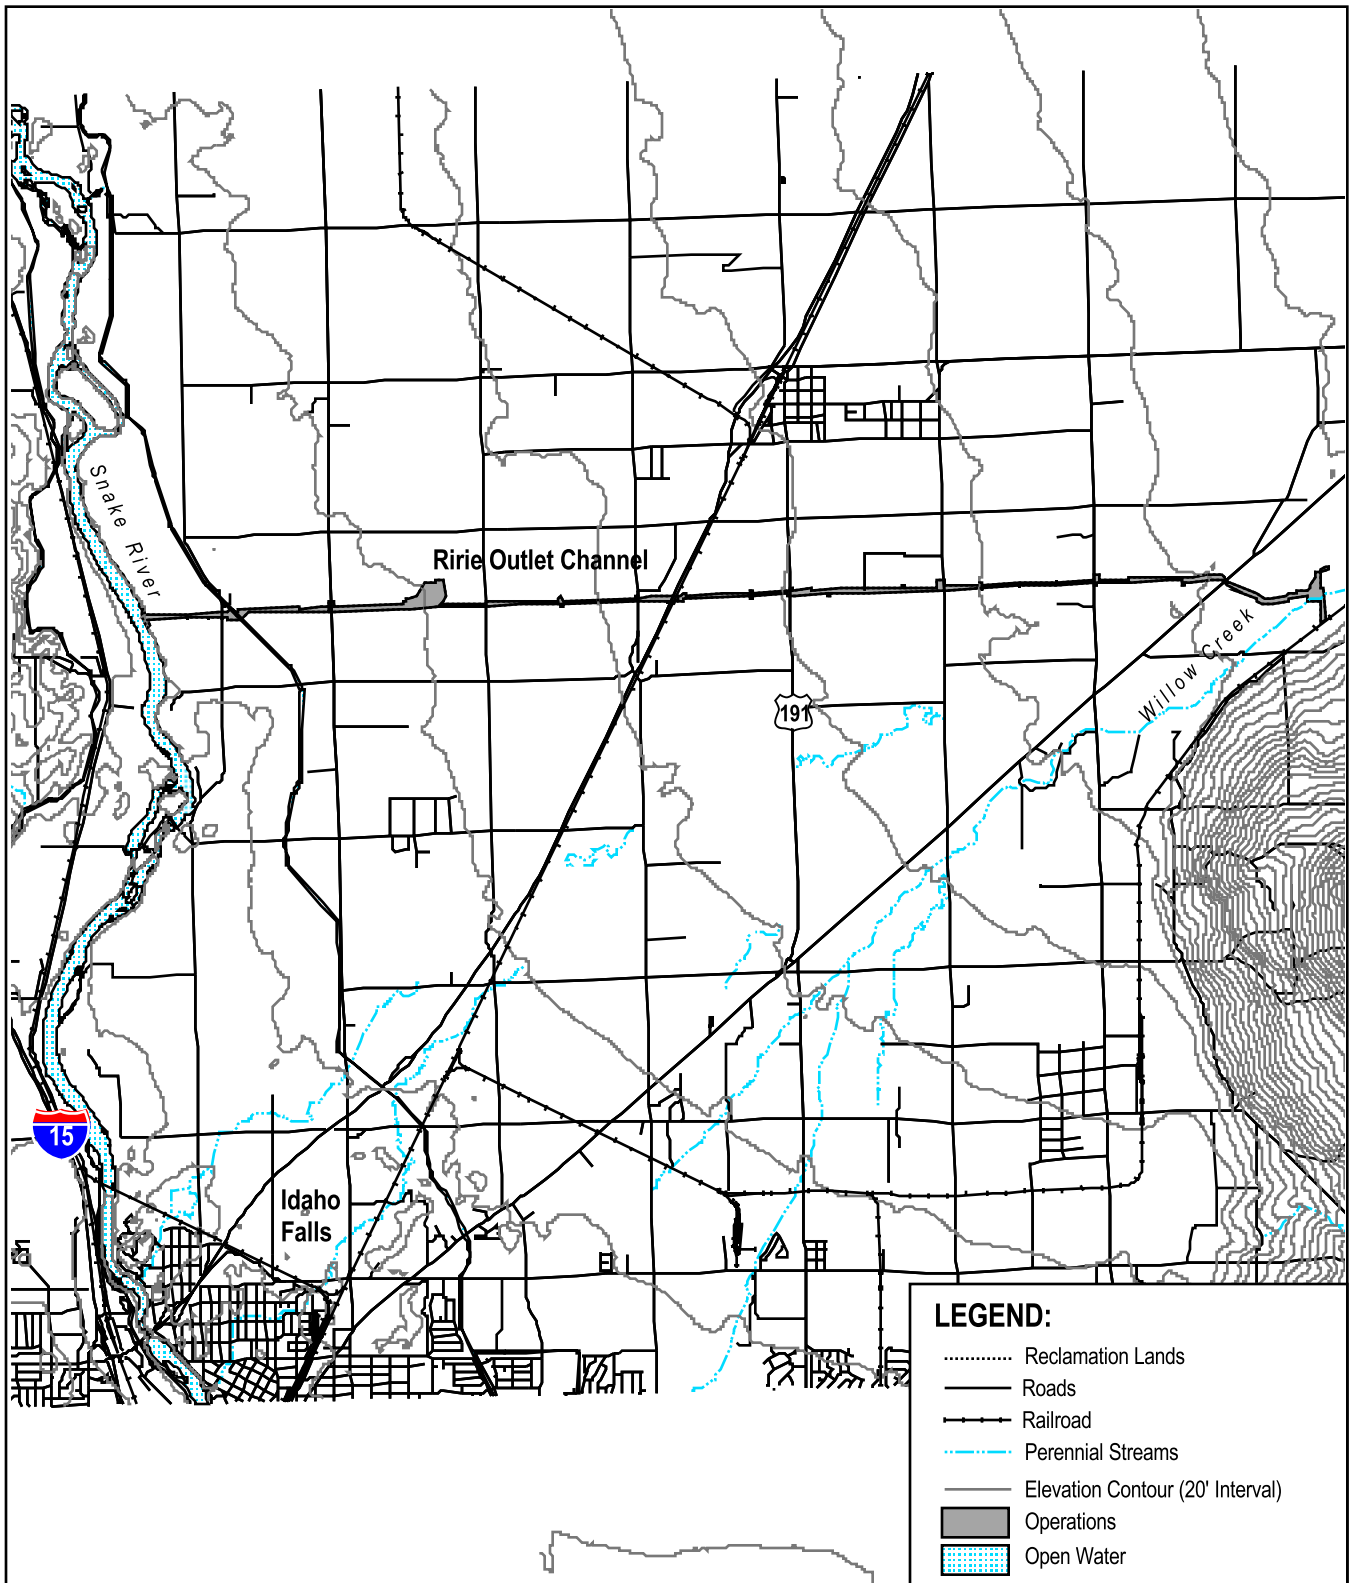 Snake River
Ririe Outlet Channel
Willow Creek
191
15
Idaho
Falls
LEGEND:
Reclamation Lands
Roads
Railroad
Perennial Streams
Elevation Contour (20' Interval)
Operations
Open Water